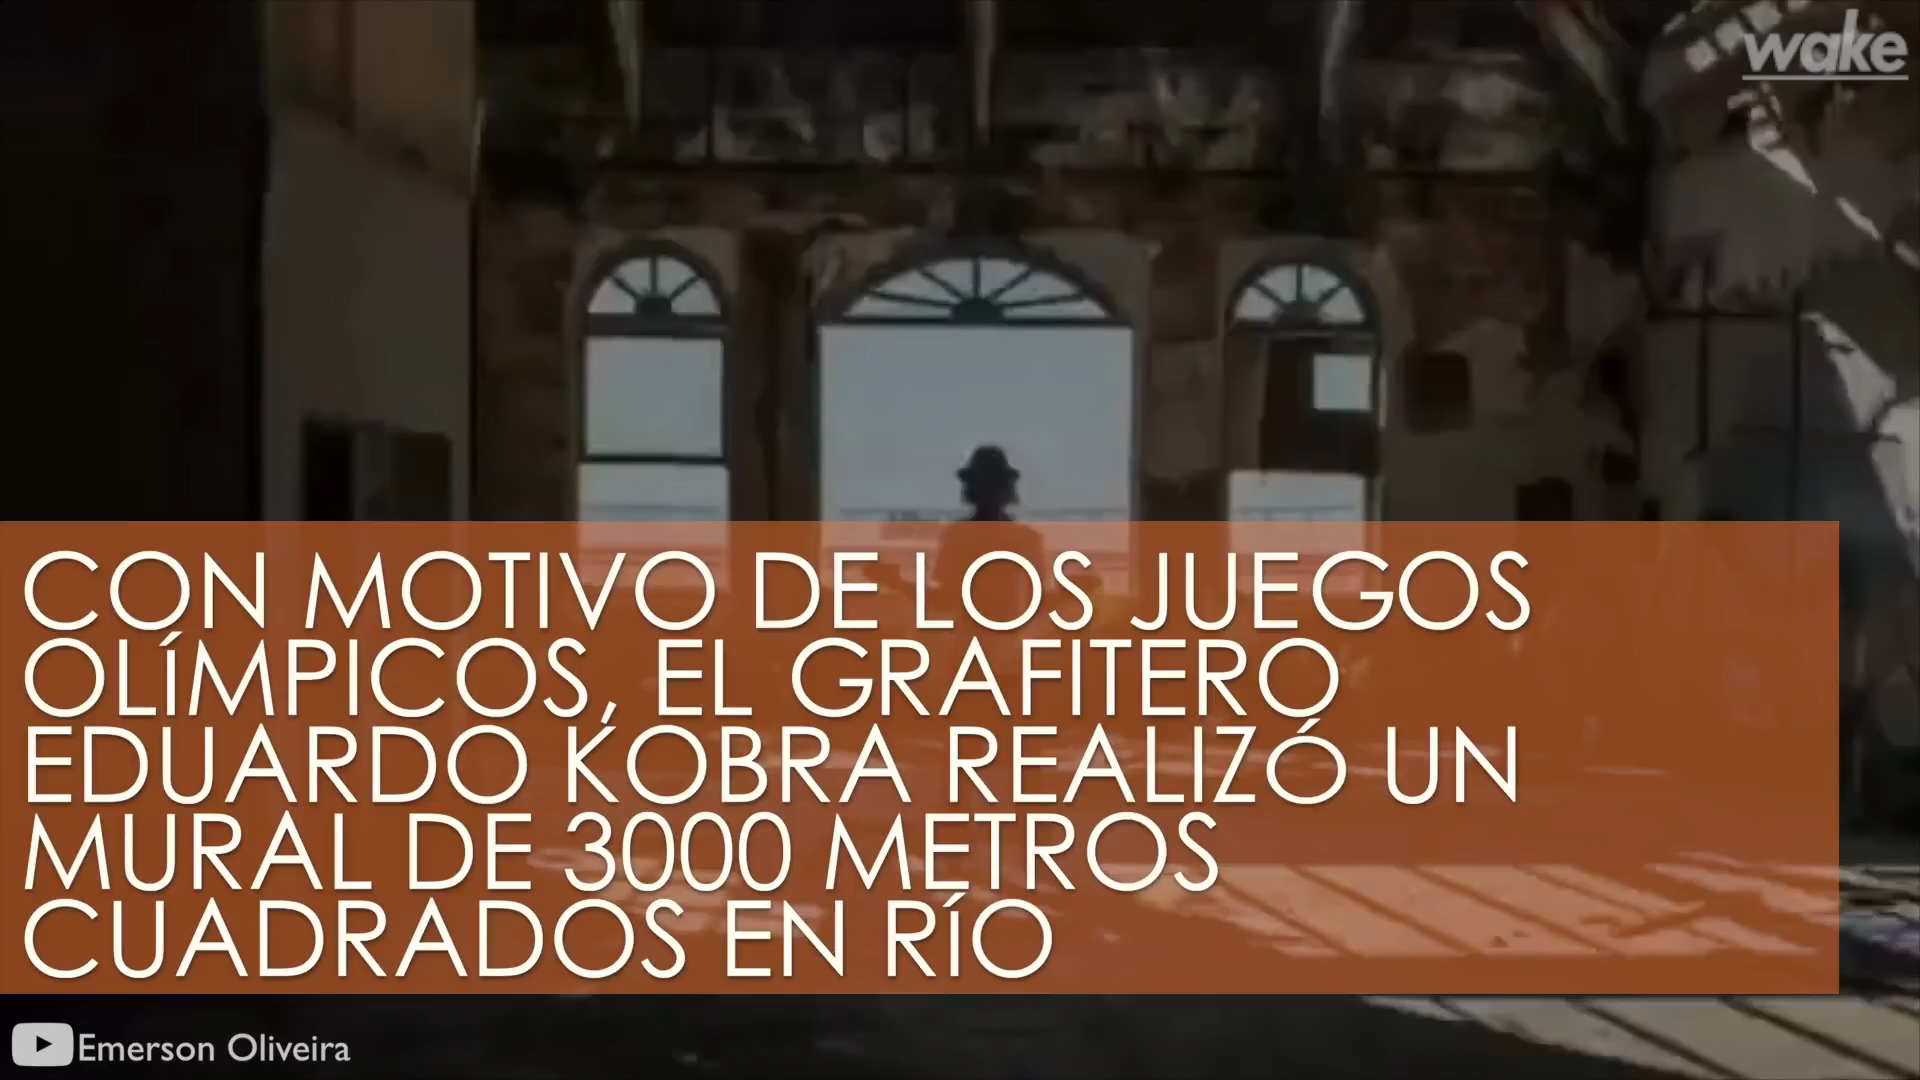 wake
CON MOTIVO DE LOS JUEGOS
OLÍMPICOS, EL GRAFITERO
EDUARDO KOBRA REALIZÓ UN
MURAL DE 3000 METROS
CUADRADOS EN RÍO
Emerson Oliveira